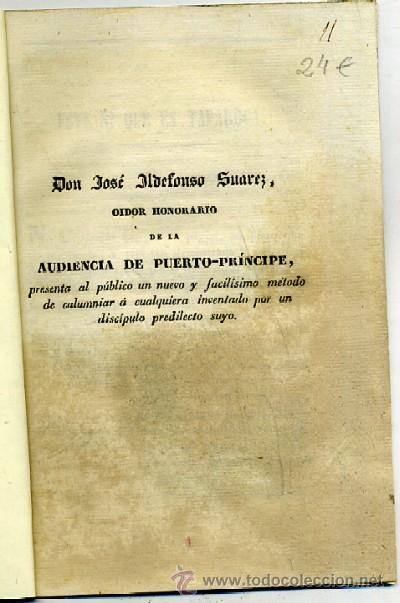 11
24€
Don José Ildefonso Suarez,
OIDOR HONORARIO
DE LA
AUDIENCIA DE PUERTO-PRÍNCIPE,
presenta al público un nuevo y facilísimo método
de calumniar á cualquiera inventado por un
discípulo predilecto suyo.
www.todocoleccion.net